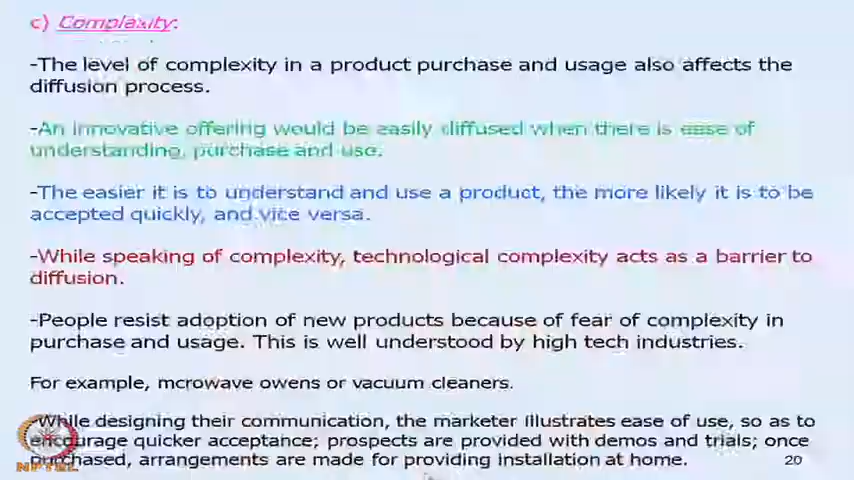 c) Complexity:
-The level of complexity in a product purchase and usage also affects the
diffusion process.
-An innovative offering would be easily diffused when there is ease of
understanding, purchase and use.
-The easier it is to understand and use a product, the more likely it is to be
accepted quickly, and vice versa.
-While speaking of complexity, technological complexity acts as a barrier to
diffusion.
-People resist adoption of new products because of fear of complexity in
purchase and usage. This is well understood by high tech industries.
For example, mcrowave owens or vacuum cleaners.
-While designing their communication, the marketer illustrates ease of use, so as to
encourage quicker acceptance; prospects are provided with demos and trials; once
purchased, arrangements are made for providing installation at home.
20
NPTEL